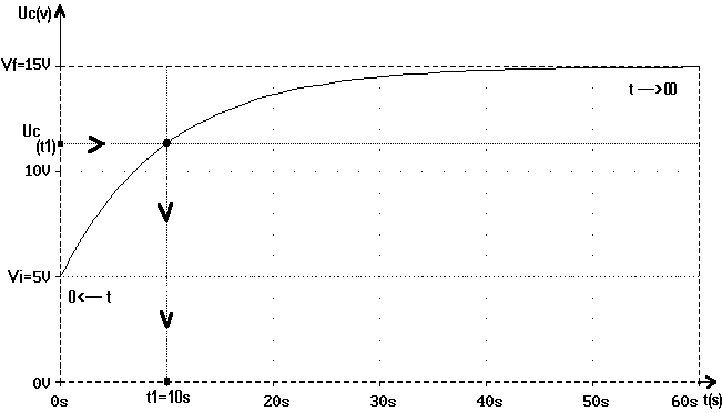 Uc(v)
Vf=15V
t —>00
Uc
(t1)
10V
Vi=5V
0<— t
0V
0s t1=10s 20s 30s 40s 50s 60s t(s)